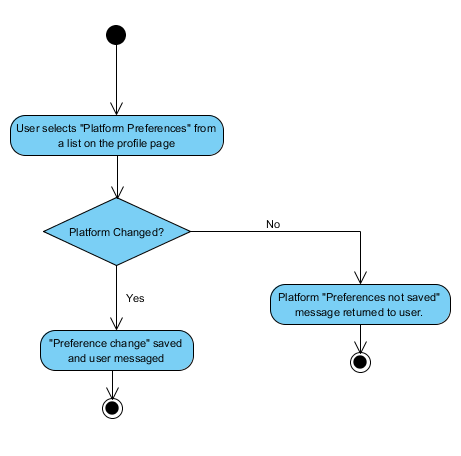 User selects "Platform Preferences" from
a list on the profile page
Platform Changed?
No
Yes
Platform "Preferences not saved"
message returned to user.
"Preference change" saved
and user messaged